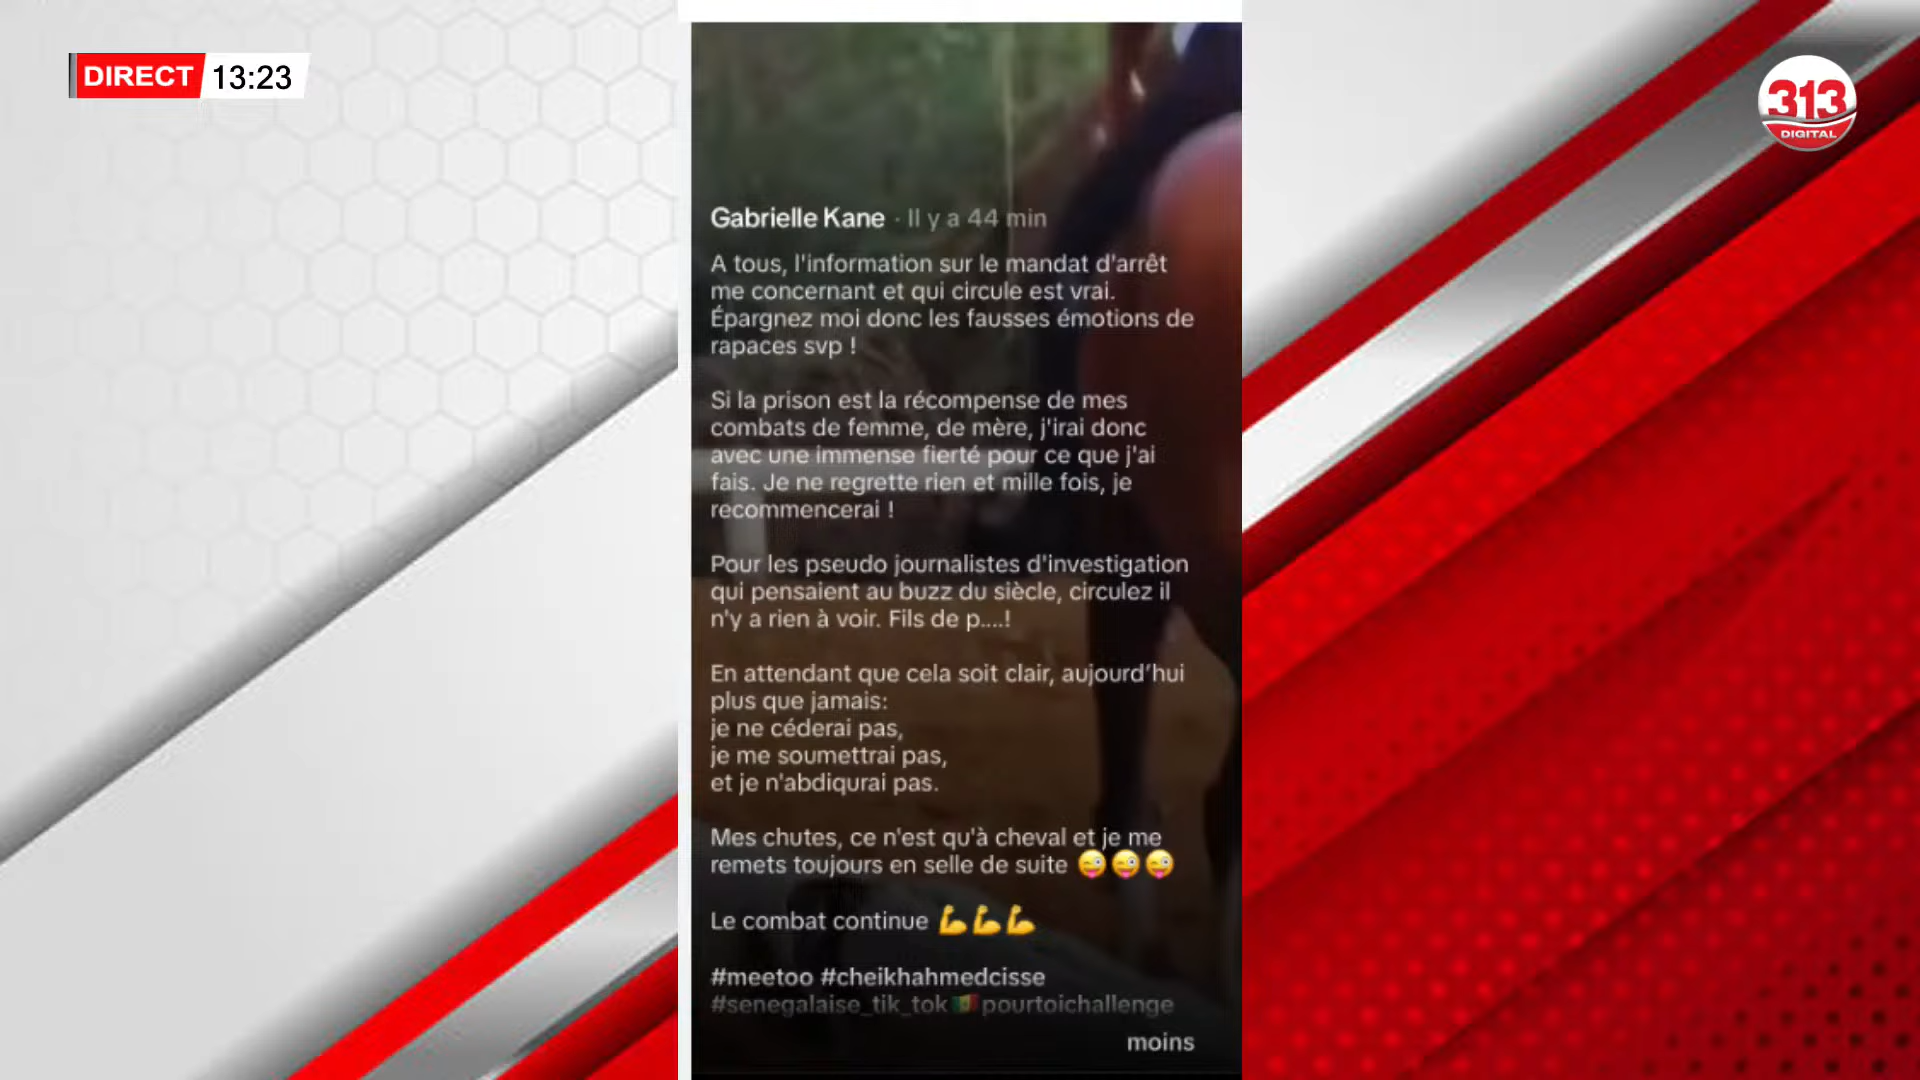 DIRECT 13:23
313
DIGITAL
Gabrielle Kane · Il y a 44 min
A tous, l'information sur le mandat d'arrêt
me concernant et qui circule est vrai.
Épargnez moi donc les fausses émotions de
rapaces svp !
Si la prison est la récompense de mes
combats de femme, de mère, j'irai donc
avec une immense fierté pour ce que j'ai
fais. Je ne regrette rien et mille fois, je
recommencerai !
Pour les pseudo journalistes d'investigation
qui pensaient au buzz du siècle, circulez il
n'y a rien à voir. Fils de p....!
En attendant que cela soit clair, aujourd’hui
plus que jamais:
je ne céderai pas,
je me soumettrai pas,
et je n'abdiqurai pas.
Mes chutes, ce n'est qu'à cheval et je me
remets toujours en selle de suite 😜😜😜
Le combat continue 💪💪💪
#meetoo #cheikhahmedcisse
#senegalaise_tik_tok🇸🇳pourtoichallenge
moins